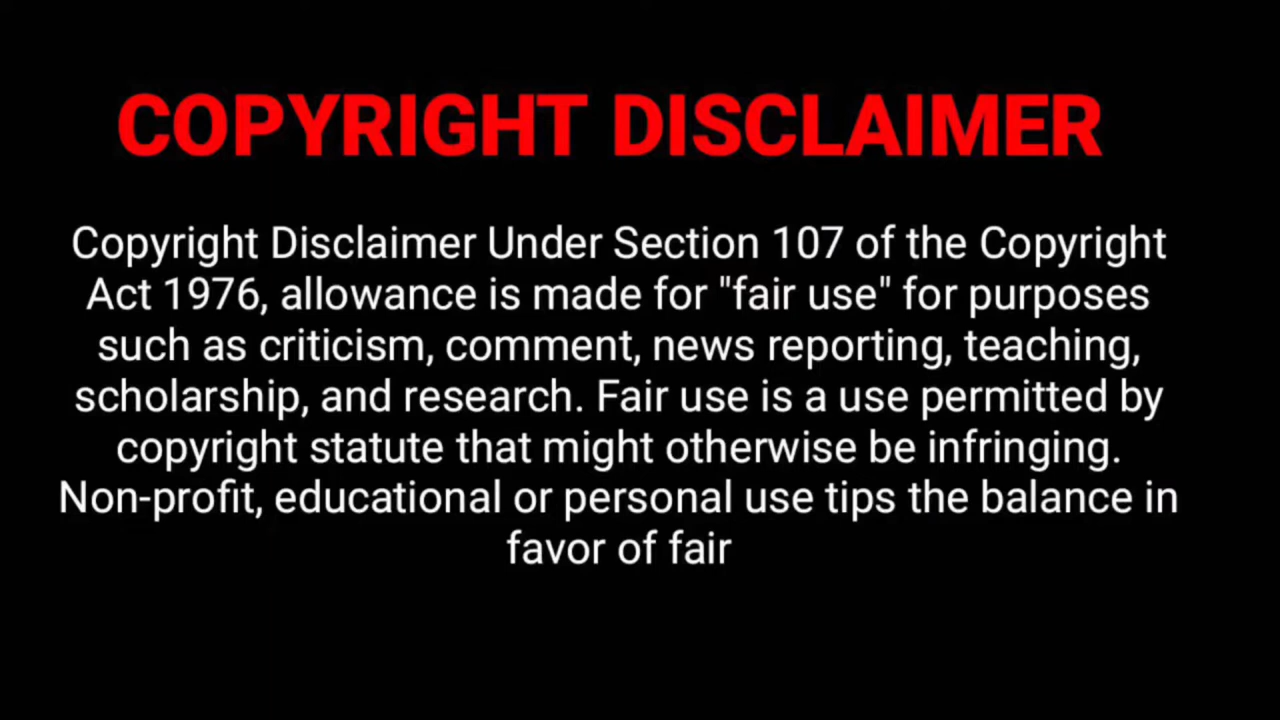 COPYRIGHT DISCLAIMER
Copyright Disclaimer Under Section 107 of the Copyright
Act 1976, allowance is made for "fair use" for purposes
such as criticism, comment, news reporting, teaching,
scholarship, and research. Fair use is a use permitted by
copyright statute that might otherwise be infringing.
Non-profit, educational or personal use tips the balance in
favor of fair